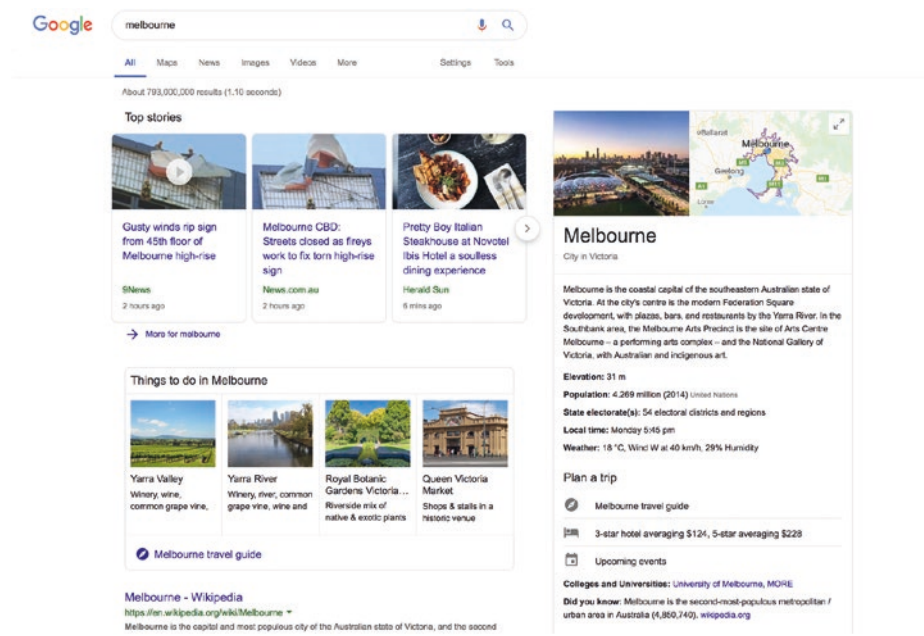 Google
melbourne
All Maps News Images Videos More Settings Tools
About 793,000,000 results (1.10 seconds)
Top stories
Gusty winds rip sign
from 45th floor of
Melbourne high-rise
9News
2 hours ago
Melbourne CBD:
Streets closed as fireys
work to fix torn high-rise
sign
News.com.au
2 hours ago
Pretty Boy Italian
Steakhouse at Novotel
Ibis Hotel a soulless
dining experience
Herald Sun
6 mins ago
More for melbourne
Things to do in Melbourne
Yarra Valley
Winery, wine,
common grape vine,
Yarra River
Winery, river, common
grape vine, wine and
Royal Botanic
Gardens Victoria...
Riverside mix of
native & exotic plants
Queen Victoria
Market
Shops & stalls in a
historic venue
Melbourne travel guide
Melbourne - Wikipedia
https://en.wikipedia.org/wiki/Melbourne
Melbourne is the capital and most populous city of the Australian state of Victoria, and the second
Melbourne
Geelong
Lorne
Melbourne
City in Victoria
Melbourne is the coastal capital of the southeastern Australian state of
Victoria. At the city's centre is the modern Federation Square
development, with plazas, bars, and restaurants by the Yarra River. In the
Southbank area, the Melbourne Arts Precinct is the site of Arts Centre
Melbourne – a performing arts complex – and the National Gallery of
Victoria, with Australian and indigenous art.
Elevation: 31 m
Population: 4.269 million (2014) United Nations
State electorate(s): 54 electoral districts and regions
Local time: Monday 5:45 pm
Weather: 18 °C, Wind W at 40 km/h, 29% Humidity
Plan a trip
Melbourne travel guide
3-star hotel averaging $124, 5-star averaging $228
Upcoming events
Colleges and Universities: University of Melbourne, MORE
Did you know: Melbourne is the second-most-populous metropolitan /
urban area in Australia (4,850,740). wikipedia.org